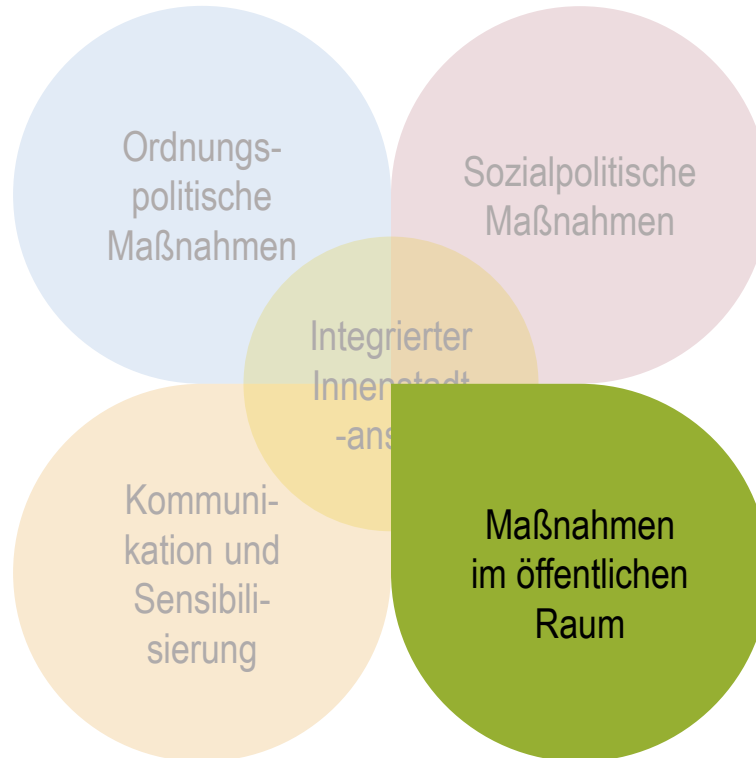 Ordnungs-
politische
Maßnahmen
Sozialpolitische
Maßnahmen
Integrierter
Innenstadt
Kommuni-
kation und
Sensibili-
sierung
Maßnahmen
im öffentlichen
Raum